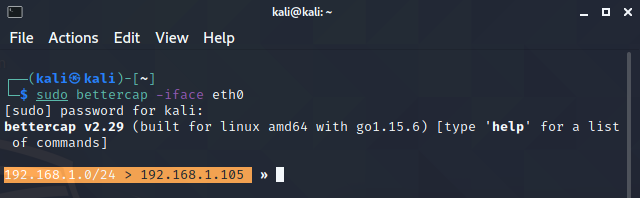 kali@kali: ~
File Actions Edit View Help
┌──(kali㉿kali)-[~]
└─$ sudo bettercap -iface eth0
[sudo] password for kali:
bettercap v2.29 (built for linux amd64 with go1.15.6) [type 'help' for a list
of commands]
192.168.1.0/24 > 192.168.1.105 »